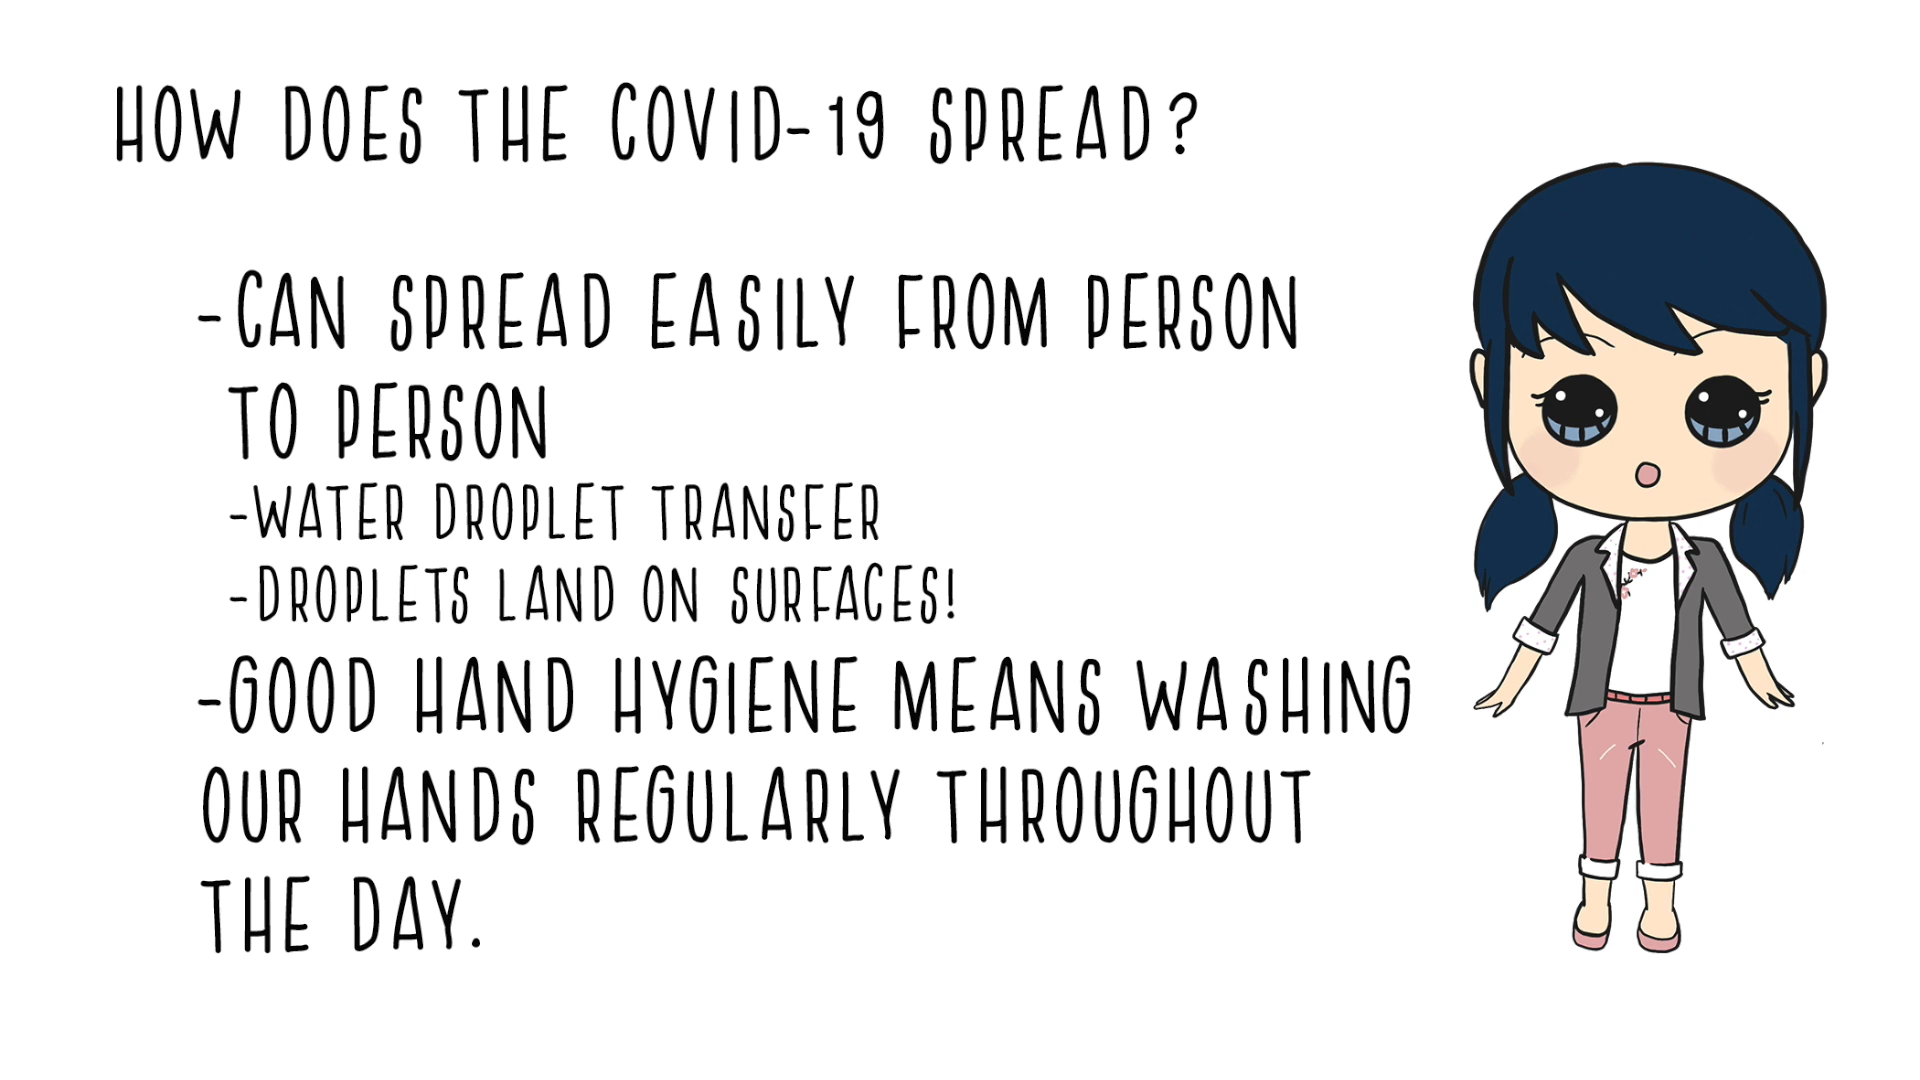 HOW DOES THE COVID-19 SPREAD?
-CAN SPREAD EASILY FROM PERSON
TO PERSON
-WATER DROPLET TRANSFER
-DROPLETS LAND ON SURFACES!
-GOOD HAND HYGIENE MEANS WASHING
OUR HANDS REGULARLY THROUGHOUT
THE DAY.